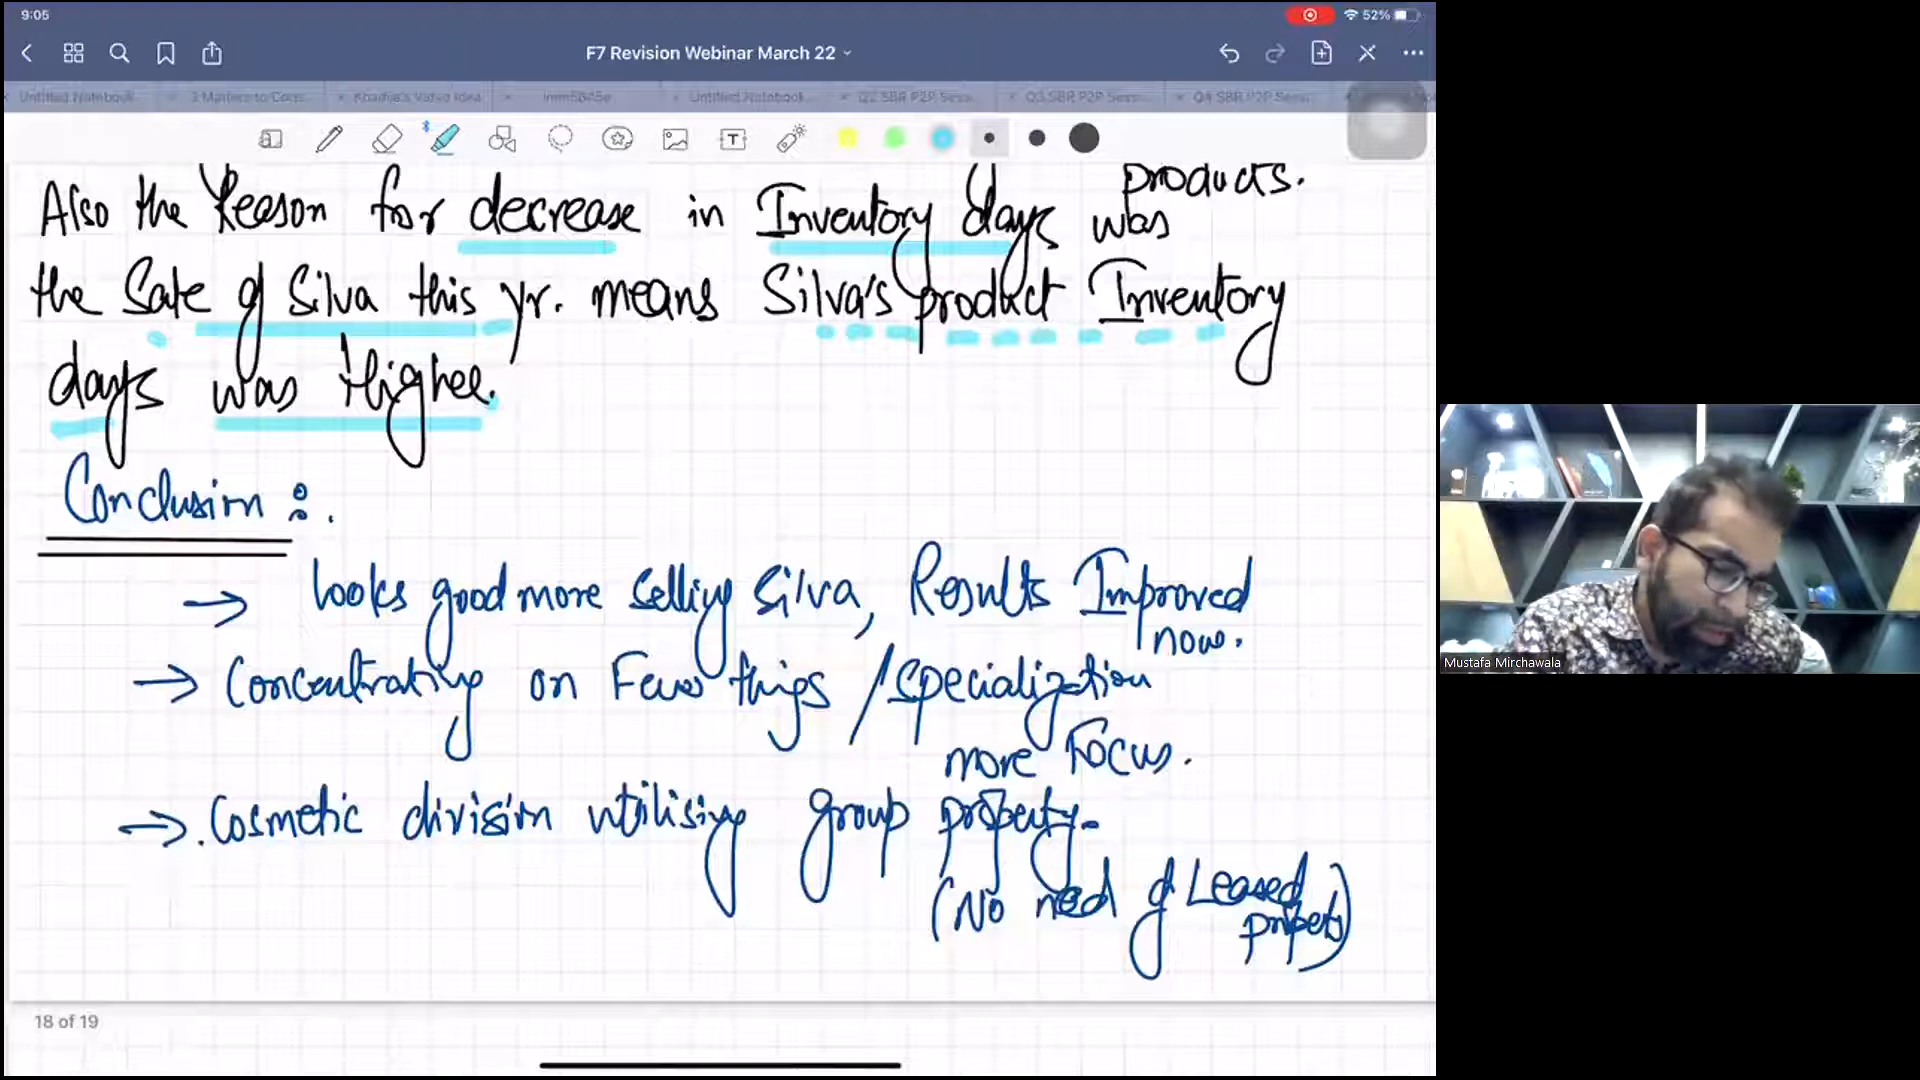 9:05
52%
F7 Revision Webinar March 22
Untitled Notebook
3 Matters to Cons...
Khadija's Vatvo Idea
Untitled Notebook...
Q2 SBR P2P Sess...
Q3 SBR P2P Sess...
Q4 SBR P2P Sess...
products.
Also the Reason for decrease in Inventory days was
the Sale of Silva this yr. means Silva's product Inventory
days was Higher.
Conclusion :.
→ looks good more selling Silva, Results Improved
now.
→ Concentrating on Few things / specialization
more Focus.
→ . Cosmetic division utilising group property.
(No need of Leased
property)
18 of 19
Mustafa Mirchawala